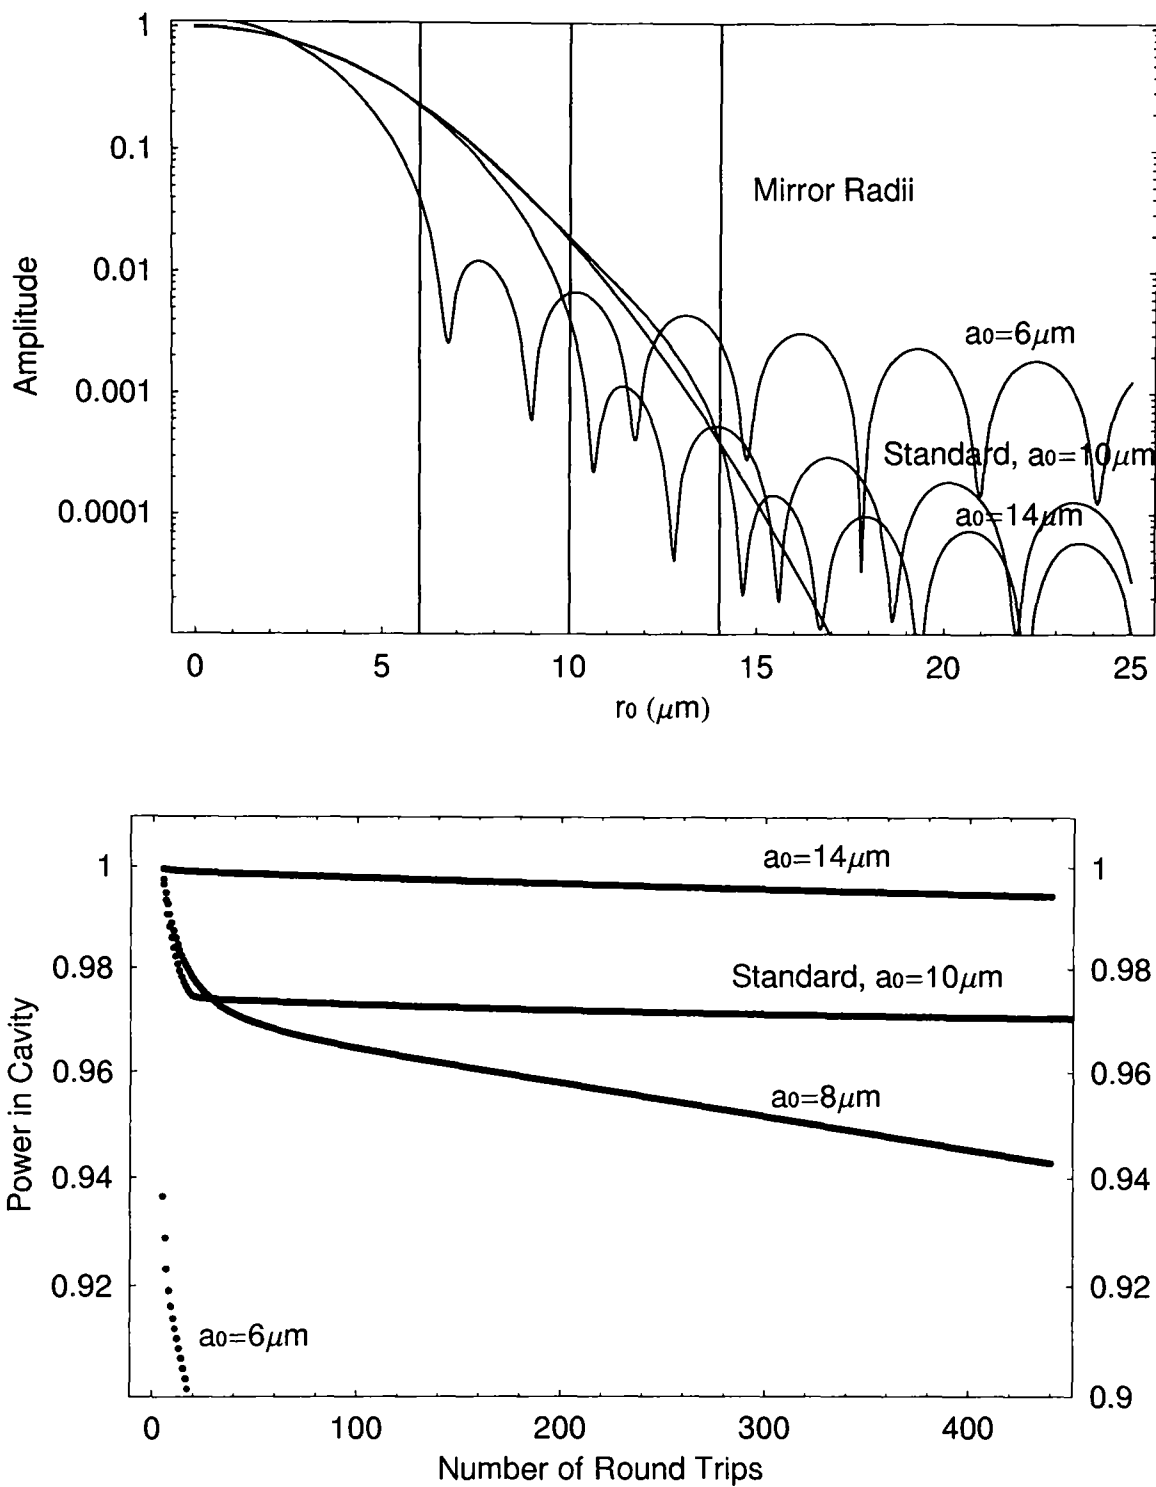 1
0.1
Mirror Radii
0.01
Amplitude
a0=6μm
0.001
Standard, a0=10μm
0.0001
a0=14μm
0 5 10 15 20 25
r0 (μm)
a0=14μm
1 1
Standard, a0=10μm
0.98 0.98
Power in Cavity
0.96 0.96
a0=8μm
0.94 0.94
0.92 0.92
a0=6μm
0.9
0 100 200 300 400
Number of Round Trips